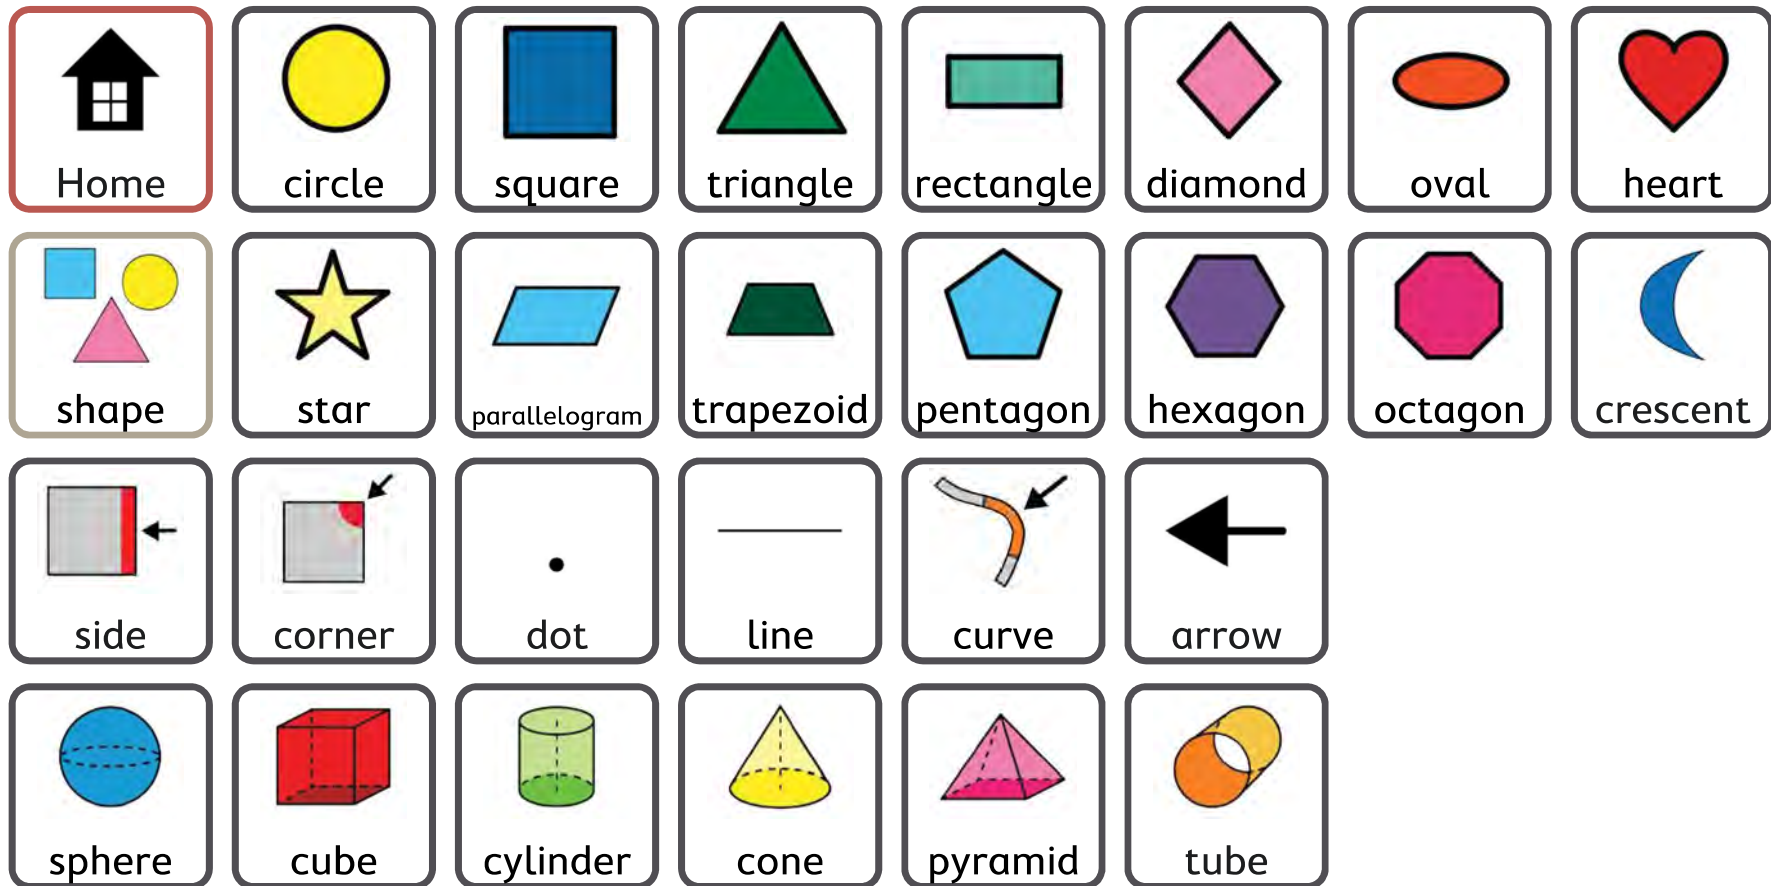 Home circle square triangle rectangle diamond oval heart
shape star parallelogram trapezoid pentagon hexagon octagon crescent
side corner dot line curve arrow
sphere cube cylinder cone pyramid tube